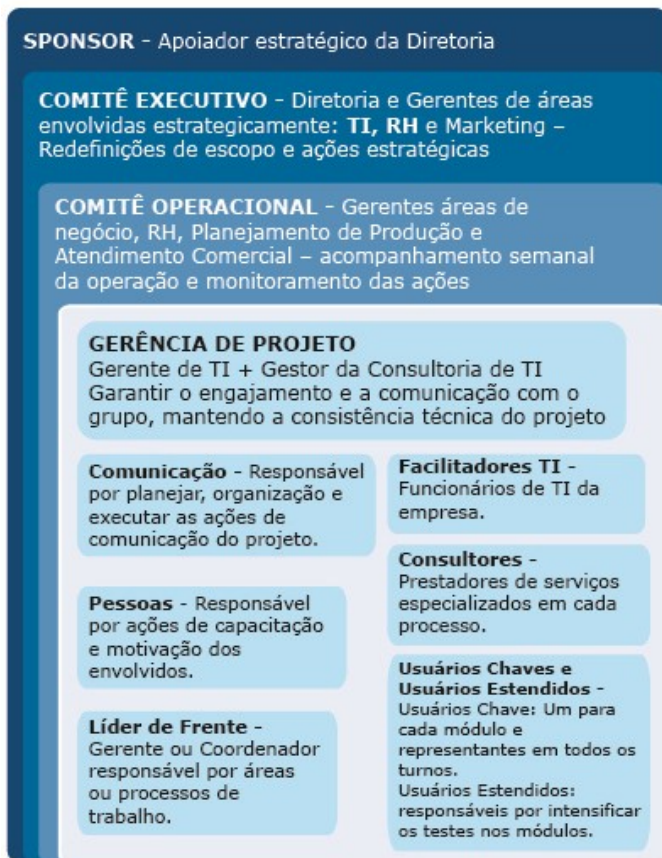 SPONSOR - Apoiador estratégico da Diretoria
COMITÊ EXECUTIVO - Diretoria e Gerentes de áreas
envolvidas estrategicamente: TI, RH e Marketing –
Redefinições de escopo e ações estratégicas
COMITÊ OPERACIONAL - Gerentes áreas de
negócio, RH, Planejamento de Produção e
Atendimento Comercial – acompanhamento semanal
da operação e monitoramento das ações
GERÊNCIA DE PROJETO
Gerente de TI + Gestor da Consultoria de TI
Garantir o engajamento e a comunicação com o
grupo, mantendo a consistência técnica do projeto
Comunicação - Responsável
por planejar, organização e
executar as ações de
comunicação do projeto.
Pessoas - Responsável
por ações de capacitação
e motivação dos
envolvidos.
Líder de Frente -
Gerente ou Coordenador
responsável por áreas
ou processos de
trabalho.
Facilitadores TI -
Funcionários de TI da
empresa.
Consultores -
Prestadores de serviços
especializados em cada
processo.
Usuários Chaves e
Usuários Estendidos -
Usuários Chave: Um para
cada módulo e
representantes em todos os
turnos.
Usuários Estendidos:
responsáveis por intensificar
os testes nos módulos.